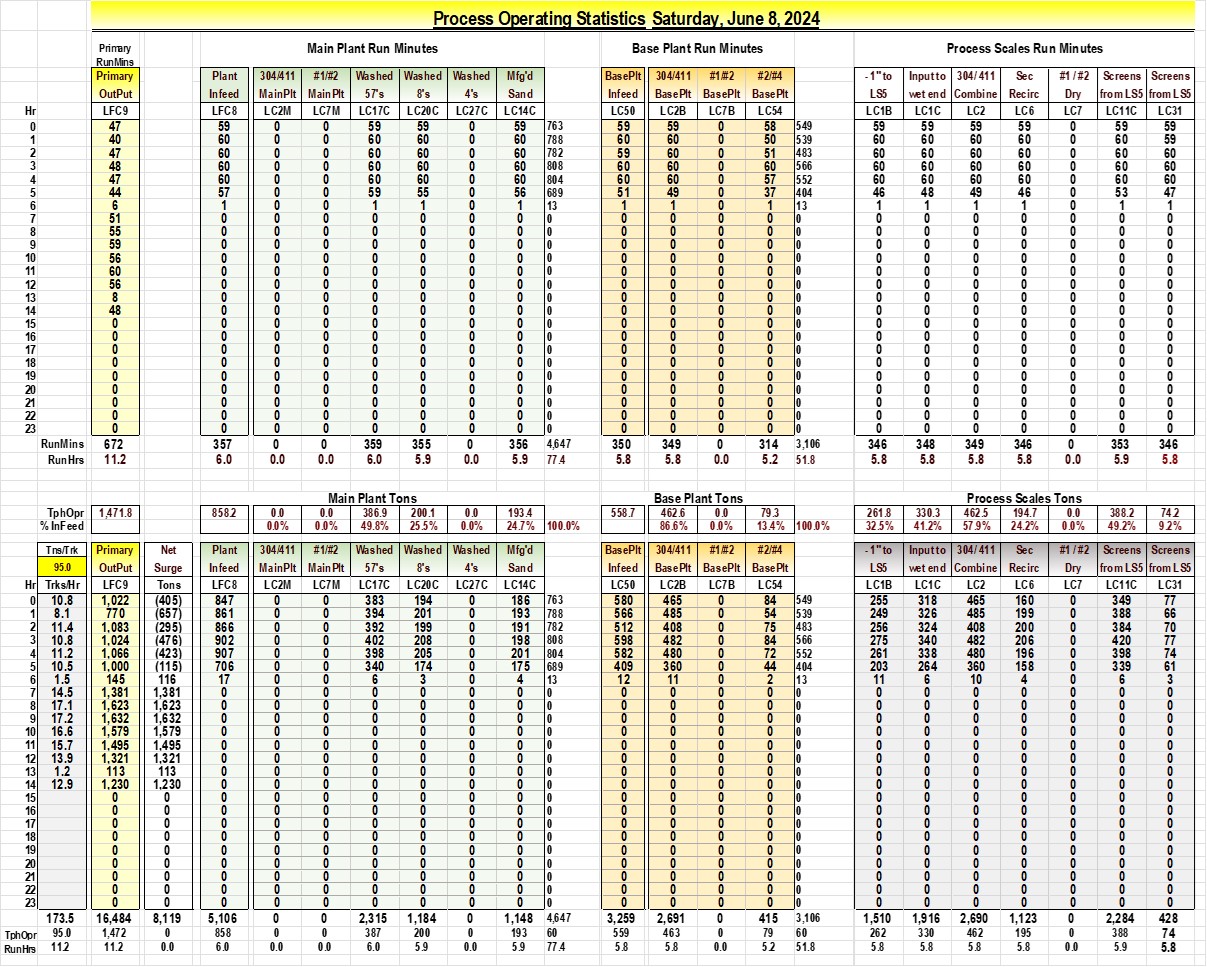 Process Operating Statistics Saturday, June 8, 2024
Primary Main Plant Run Minutes Base Plant Run Minutes Process Scales Run Minutes
RunMins
Primary Plant 304/411 #1/#2 Washed Washed Washed Mfg'd BasePlt 304/411 #1/#2 #2/#4 - 1" to Input to 304/ 411 Sec #1 / #2 Screens Screens
OutPut Infeed MainPlt MainPlt 57's 8's 4's Sand Infeed BasePlt BasePlt BasePlt LS5 wet end Combine Recirc Dry from LS5 from LS5
Hr LFC9 LFC8 LC2M LC7M LC17C LC20C LC27C LC14C LC50 LC2B LC7B LC54 LC1B LC1C LC2 LC6 LC7 LC11C LC31
0 47 59 0 0 59 59 0 59 763 59 59 0 58 549 59 59 59 59 0 59 59
1 40 60 0 0 60 60 0 60 788 60 60 0 50 539 60 60 60 60 0 60 59
2 47 60 0 0 60 60 0 60 782 59 60 0 51 483 60 60 60 60 0 60 60
3 48 60 0 0 60 60 0 60 808 60 60 0 60 566 60 60 60 60 0 60 60
4 47 60 0 0 60 60 0 60 804 60 60 0 57 552 60 60 60 60 0 60 60
5 44 57 0 0 59 55 0 56 689 51 49 0 37 404 46 48 49 46 0 53 47
6 6 1 0 0 1 1 0 1 13 1 1 0 1 13 1 1 1 1 0 1 1
7 51 0 0 0 0 0 0 0 0 0 0 0 0 0 0 0 0 0 0 0 0
8 55 0 0 0 0 0 0 0 0 0 0 0 0 0 0 0 0 0 0 0 0
9 59 0 0 0 0 0 0 0 0 0 0 0 0 0 0 0 0 0 0 0 0
10 56 0 0 0 0 0 0 0 0 0 0 0 0 0 0 0 0 0 0 0 0
11 60 0 0 0 0 0 0 0 0 0 0 0 0 0 0 0 0 0 0 0 0
12 56 0 0 0 0 0 0 0 0 0 0 0 0 0 0 0 0 0 0 0 0
13 8 0 0 0 0 0 0 0 0 0 0 0 0 0 0 0 0 0 0 0 0
14 48 0 0 0 0 0 0 0 0 0 0 0 0 0 0 0 0 0 0 0 0
15 0 0 0 0 0 0 0 0 0 0 0 0 0 0 0 0 0 0 0 0 0
16 0 0 0 0 0 0 0 0 0 0 0 0 0 0 0 0 0 0 0 0 0
17 0 0 0 0 0 0 0 0 0 0 0 0 0 0 0 0 0 0 0 0 0
18 0 0 0 0 0 0 0 0 0 0 0 0 0 0 0 0 0 0 0 0 0
19 0 0 0 0 0 0 0 0 0 0 0 0 0 0 0 0 0 0 0 0 0
20 0 0 0 0 0 0 0 0 0 0 0 0 0 0 0 0 0 0 0 0 0
21 0 0 0 0 0 0 0 0 0 0 0 0 0 0 0 0 0 0 0 0 0
22 0 0 0 0 0 0 0 0 0 0 0 0 0 0 0 0 0 0 0 0 0
23 0 0 0 0 0 0 0 0 0 0 0 0 0 0 0 0 0 0 0 0 0
RunMins 672 357 0 0 359 355 0 356 4,647 350 349 0 314 3,106 346 348 349 346 0 353 346
RunHrs 11.2 6.0 0.0 0.0 6.0 5.9 0.0 5.9 77.4 5.8 5.8 0.0 5.2 51.8 5.8 5.8 5.8 5.8 0.0 5.9 5.8
Main Plant Tons Base Plant Tons Process Scales Tons
TphOpr 1,471.8 858.2 0.0 0.0 386.9 200.1 0.0 193.4 558.7 462.6 0.0 79.3 261.8 330.3 462.5 194.7 0.0 388.2 74.2
% InFeed 0.0% 0.0% 49.8% 25.5% 0.0% 24.7% 100.0% 86.6% 0.0% 13.4% 100.0% 32.5% 41.2% 57.9% 24.2% 0.0% 49.2% 9.2%
Tns/Trk Primary Net Plant 304/411 #1/#2 Washed Washed Washed Mfg'd BasePlt 304/411 #1/#2 #2/#4 - 1" to Input to 304/ 411 Sec #1 / #2 Screens Screens
95.0 OutPut Surge Infeed MainPlt MainPlt 57's 8's 4's Sand Infeed BasePlt BasePlt BasePlt LS5 wet end Combine Recirc Dry from LS5 from LS5
Hr Trks/Hr LFC9 Tons LFC8 LC2M LC7M LC17C LC20C LC27C LC14C LC50 LC2B LC7B LC54 LC1B LC1C LC2 LC6 LC7 LC11C LC31
0 10.8 1,022 (405) 847 0 0 383 194 0 186 763 580 465 0 84 549 255 318 465 160 0 349 77
1 8.1 770 (657) 861 0 0 394 201 0 193 788 566 485 0 54 539 249 326 485 199 0 388 66
2 11.4 1,083 (295) 866 0 0 392 199 0 191 782 512 408 0 75 483 256 324 408 200 0 384 70
3 10.8 1,024 (476) 902 0 0 402 208 0 198 808 598 482 0 84 566 275 340 482 206 0 420 77
4 11.2 1,066 (423) 907 0 0 398 205 0 201 804 582 480 0 72 552 261 338 480 196 0 398 74
5 10.5 1,000 (115) 706 0 0 340 174 0 175 689 409 360 0 44 404 203 264 360 158 0 339 61
6 1.5 145 116 17 0 0 6 3 0 4 13 12 11 0 2 13 11 6 10 4 0 6 3
7 14.5 1,381 1,381 0 0 0 0 0 0 0 0 0 0 0 0 0 0 0 0 0 0 0 0
8 17.1 1,623 1,623 0 0 0 0 0 0 0 0 0 0 0 0 0 0 0 0 0 0 0 0
9 17.2 1,632 1,632 0 0 0 0 0 0 0 0 0 0 0 0 0 0 0 0 0 0 0 0
10 16.6 1,579 1,579 0 0 0 0 0 0 0 0 0 0 0 0 0 0 0 0 0 0 0 0
11 15.7 1,495 1,495 0 0 0 0 0 0 0 0 0 0 0 0 0 0 0 0 0 0 0 0
12 13.9 1,321 1,321 0 0 0 0 0 0 0 0 0 0 0 0 0 0 0 0 0 0 0 0
13 1.2 113 113 0 0 0 0 0 0 0 0 0 0 0 0 0 0 0 0 0 0 0 0
14 12.9 1,230 1,230 0 0 0 0 0 0 0 0 0 0 0 0 0 0 0 0 0 0 0 0
15 0 0 0 0 0 0 0 0 0 0 0 0 0 0 0 0 0 0 0 0 0 0
16 0 0 0 0 0 0 0 0 0 0 0 0 0 0 0 0 0 0 0 0 0 0
17 0 0 0 0 0 0 0 0 0 0 0 0 0 0 0 0 0 0 0 0 0 0
18 0 0 0 0 0 0 0 0 0 0 0 0 0 0 0 0 0 0 0 0 0 0
19 0 0 0 0 0 0 0 0 0 0 0 0 0 0 0 0 0 0 0 0 0 0
20 0 0 0 0 0 0 0 0 0 0 0 0 0 0 0 0 0 0 0 0 0 0
21 0 0 0 0 0 0 0 0 0 0 0 0 0 0 0 0 0 0 0 0 0 0
22 0 0 0 0 0 0 0 0 0 0 0 0 0 0 0 0 0 0 0 0 0 0
23 0 0 0 0 0 0 0 0 0 0 0 0 0 0 0 0 0 0 0 0 0 0
173.5 16,484 8,119 5,106 0 0 2,315 1,184 0 1,148 4,647 3,259 2,691 0 415 3,106 1,510 1,916 2,690 1,123 0 2,284 428
TphOpr 95.0 1,472 0 858 0 0 387 200 0 193 60 559 463 0 79 60 262 330 462 195 0 388 74
RunHrs 11.2 11.2 0.0 6.0 0.0 0.0 6.0 5.9 0.0 5.9 77.4 5.8 5.8 0.0 5.2 51.8 5.8 5.8 5.8 5.8 0.0 5.9 5.8